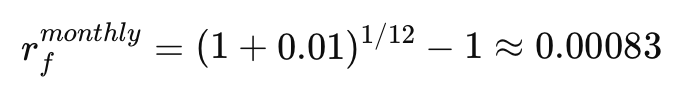 r_f^{monthly} = (1 + 0.01)^{1/12} − 1 ≈ 0.00083